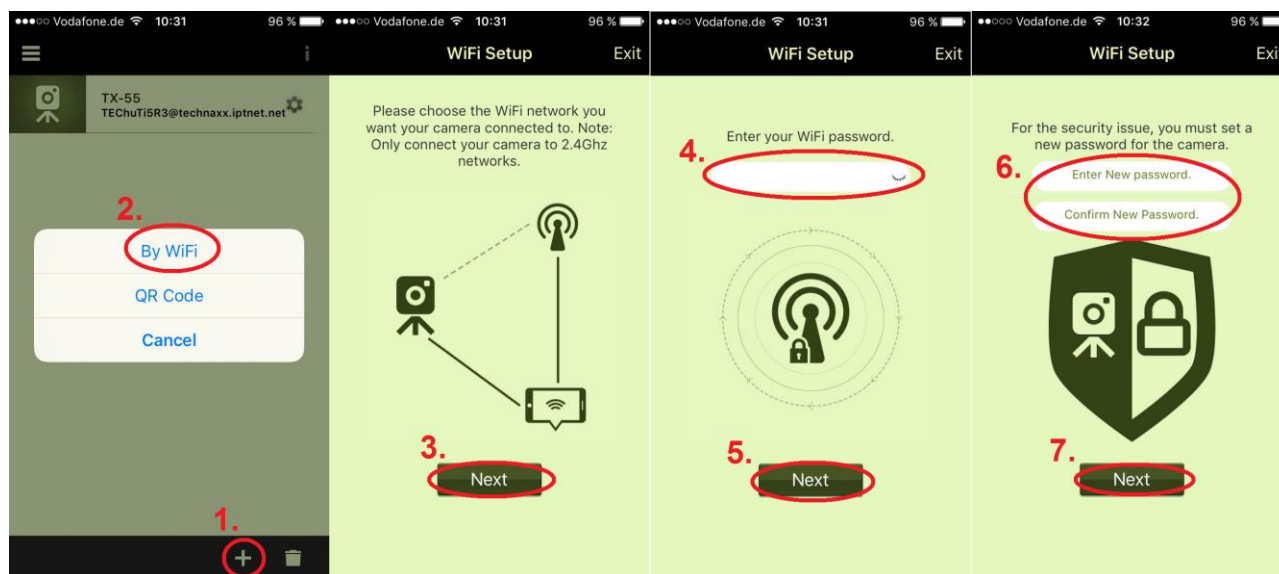 ●●●○○ Vodafone.de 10:31 96 %
TX-55
TEChuTi5R3@technaxx.iptnet.net
2.
By WiFi
QR Code
Cancel
1.
●●●○○ Vodafone.de 10:31 96 %
WiFi Setup Exit
Please choose the WiFi network you
want your camera connected to. Note:
Only connect your camera to 2.4Ghz
networks.
3.
Next
●●●○○ Vodafone.de 10:31 96 %
WiFi Setup Exit
Enter your WiFi password.
4.
5.
Next
●●○○○ Vodafone.de 10:32 96 %
WiFi Setup Exi
For the security issue, you must set a
new password for the camera.
6.
Enter New password.
Confirm New Password.
7.
Next